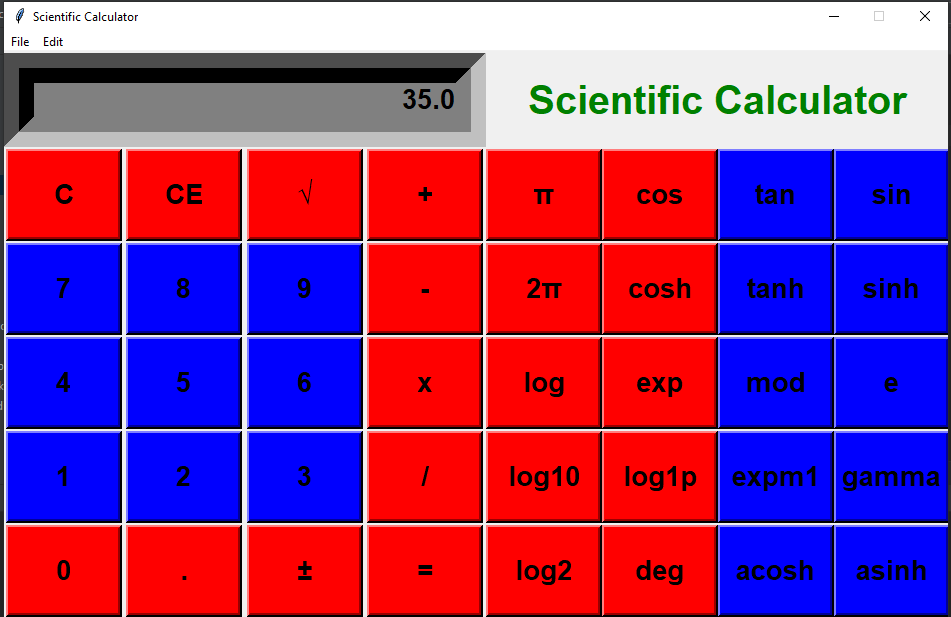 Scientific Calculator
File Edit
35.0
Scientific Calculator
C CE √ + π cos tan sin
7 8 9 - 2π cosh tanh sinh
4 5 6 x log exp mod e
1 2 3 / log10 log1p expm1 gamma
0 . ± = log2 deg acosh asinh